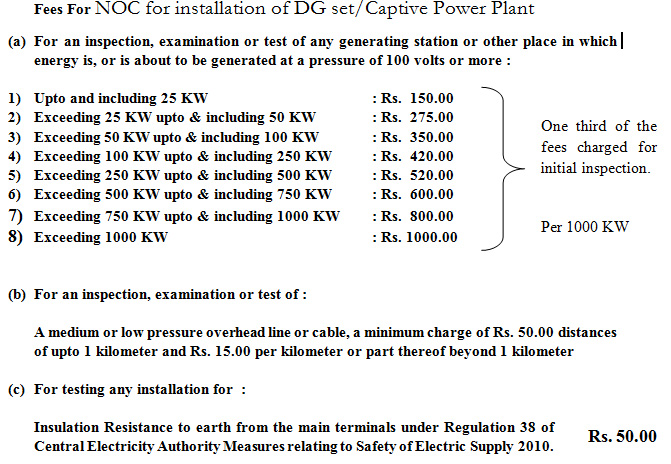 Fees For NOC for installation of DG set/Captive Power Plant
(a) For an inspection, examination or test of any generating station or other place in which
energy is, or is about to be generated at a pressure of 100 volts or more :
1) Upto and including 25 KW : Rs. 150.00
2) Exceeding 25 KW upto & including 50 KW : Rs. 275.00
3) Exceeding 50 KW upto & including 100 KW : Rs. 350.00
4) Exceeding 100 KW upto & including 250 KW : Rs. 420.00
5) Exceeding 250 KW upto & including 500 KW : Rs. 520.00
6) Exceeding 500 KW upto & including 750 KW : Rs. 600.00
7) Exceeding 750 KW upto & including 1000 KW : Rs. 800.00
8) Exceeding 1000 KW : Rs. 1000.00
One third of the
fees charged for
initial inspection.
Per 1000 KW
(b) For an inspection, examination or test of :
A medium or low pressure overhead line or cable, a minimum charge of Rs. 50.00 distances
of upto 1 kilometer and Rs. 15.00 per kilometer or part thereof beyond 1 kilometer
(c) For testing any installation for :
Insulation Resistance to earth from the main terminals under Regulation 38 of
Central Electricity Authority Measures relating to Safety of Electric Supply 2010.
Rs. 50.00